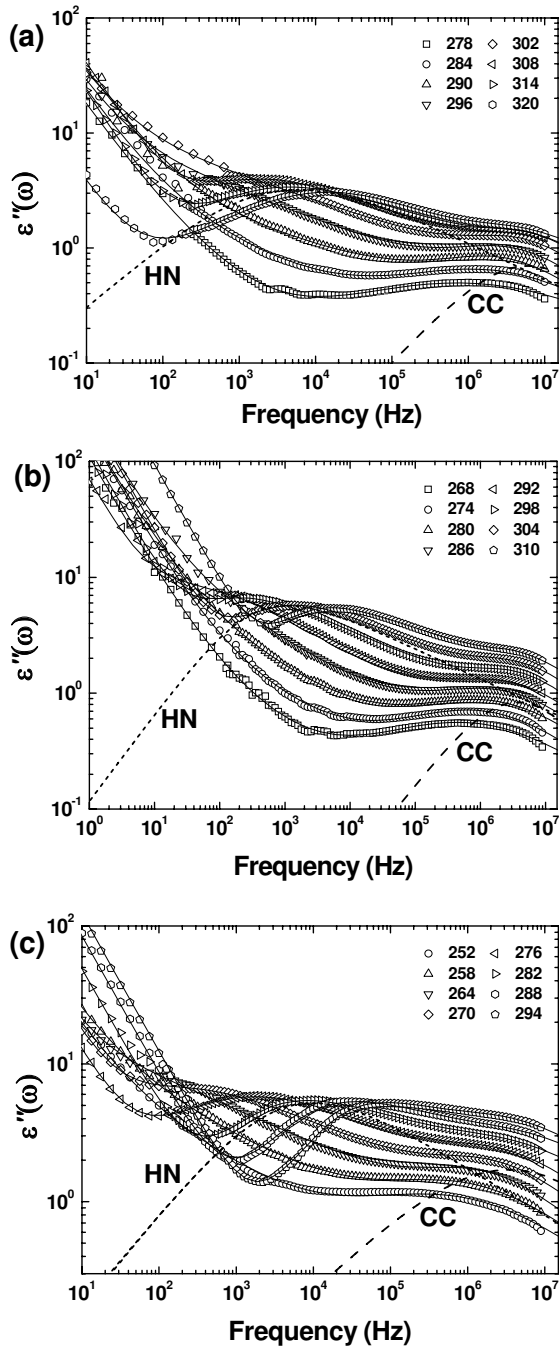 (a)
10^2
278 302
284 308
290 314
296 320
10^1
ε''(ω)
10^0
HN
CC
10^-1
10^1 10^2 10^3 10^4 10^5 10^6 10^7
Frequency (Hz)
(b)
10^2
268 292
274 298
280 304
286 310
10^1
ε''(ω)
HN
10^0
CC
10^-1
10^0 10^1 10^2 10^3 10^4 10^5 10^6 10^7
Frequency (Hz)
(c)
10^2
252 276
258 282
264 288
270 294
10^1
ε''(ω)
HN
10^0
CC
10^1 10^2 10^3 10^4 10^5 10^6 10^7
Frequency (Hz)